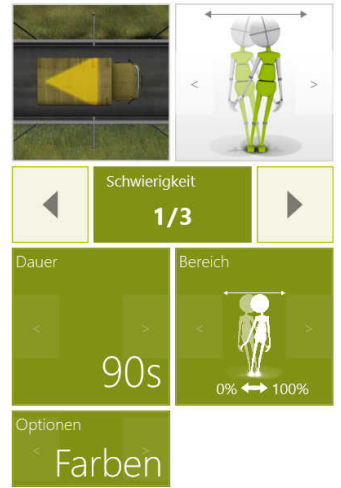 Schwierigkeit
1/3
Dauer
90s
Bereich
0% ↔ 100%
Optionen
Farben